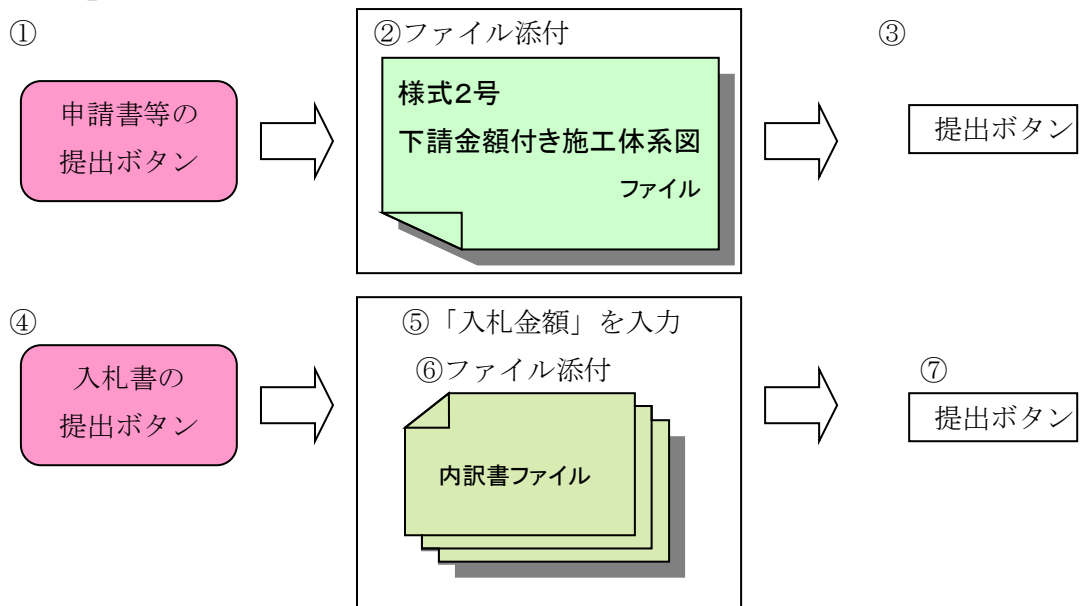 ①
申請書等の
提出ボタン
②ファイル添付
様式2号
下請金額付き施工体系図
ファイル
③
提出ボタン
④
入札書の
提出ボタン
⑤「入札金額」を入力
⑥ファイル添付
内訳書ファイル
⑦
提出ボタン